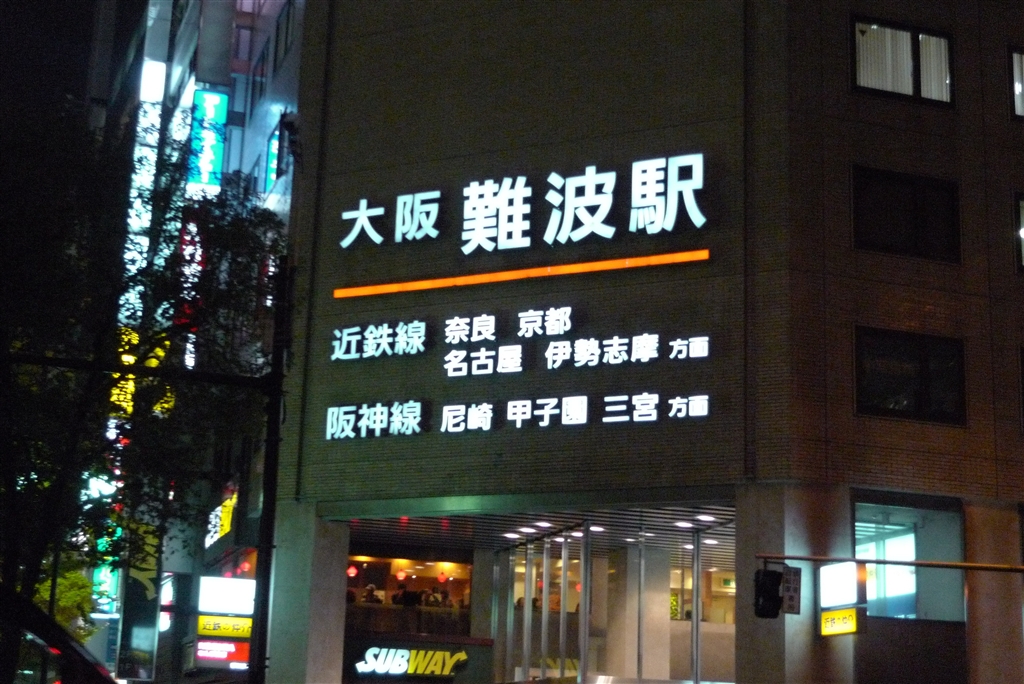 大阪 難波駅
近鉄線 奈良 京都
名古屋 伊勢志摩 方面
阪神線 尼崎 甲子園 三宮 方面
SUBWAY